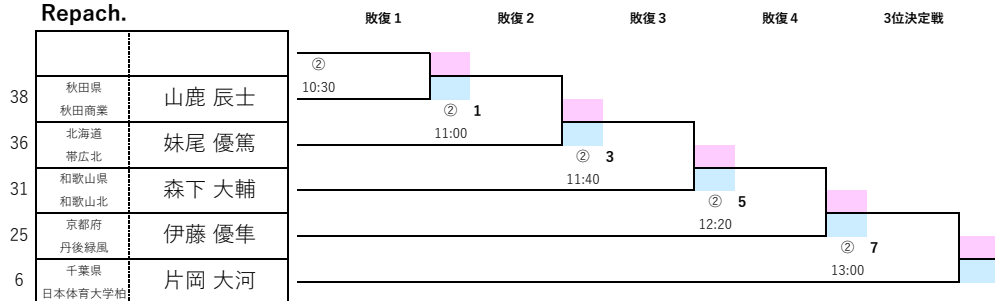 Repach.
敗復1 敗復2 敗復3 敗復4 3位決定戦
②
10:30
38 秋田県 秋田商業 山鹿 辰士
② 1
11:00
36 北海道 帯広北 妹尾 優篤
② 3
11:40
31 和歌山県 和歌山北 森下 大輔
② 5
12:20
25 京都府 丹後緑風 伊藤 優隼
② 7
13:00
6 千葉県 日本体育大学柏 片岡 大河